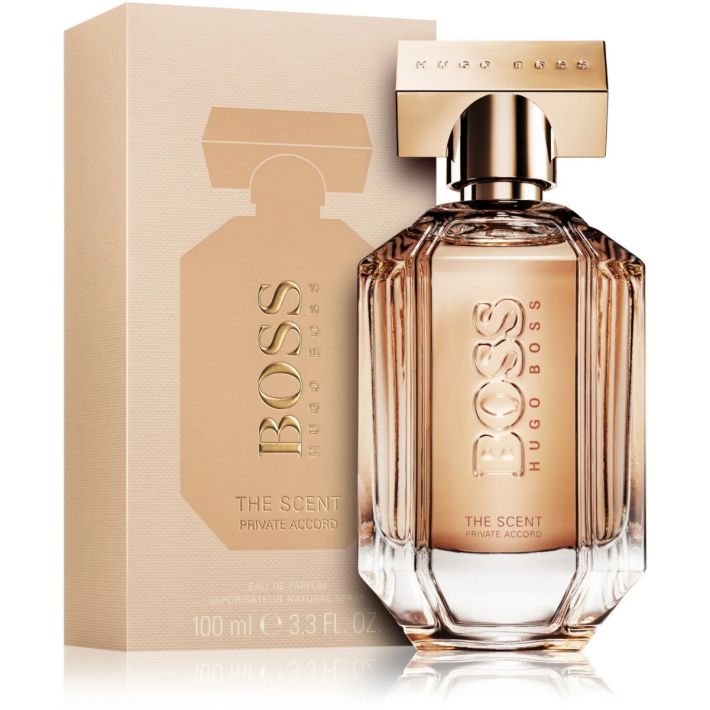 BOSS
HUGO BOSS
THE SCENT
PRIVATE ACCORD
EAU DE PARFUM
VAPORISATEUR NATURAL SPRAY
100 ml ℮ 3.3 FL. OZ.
HUGO BOSS
BOSS
HUGO BOSS
THE SCENT
PRIVATE ACCORD